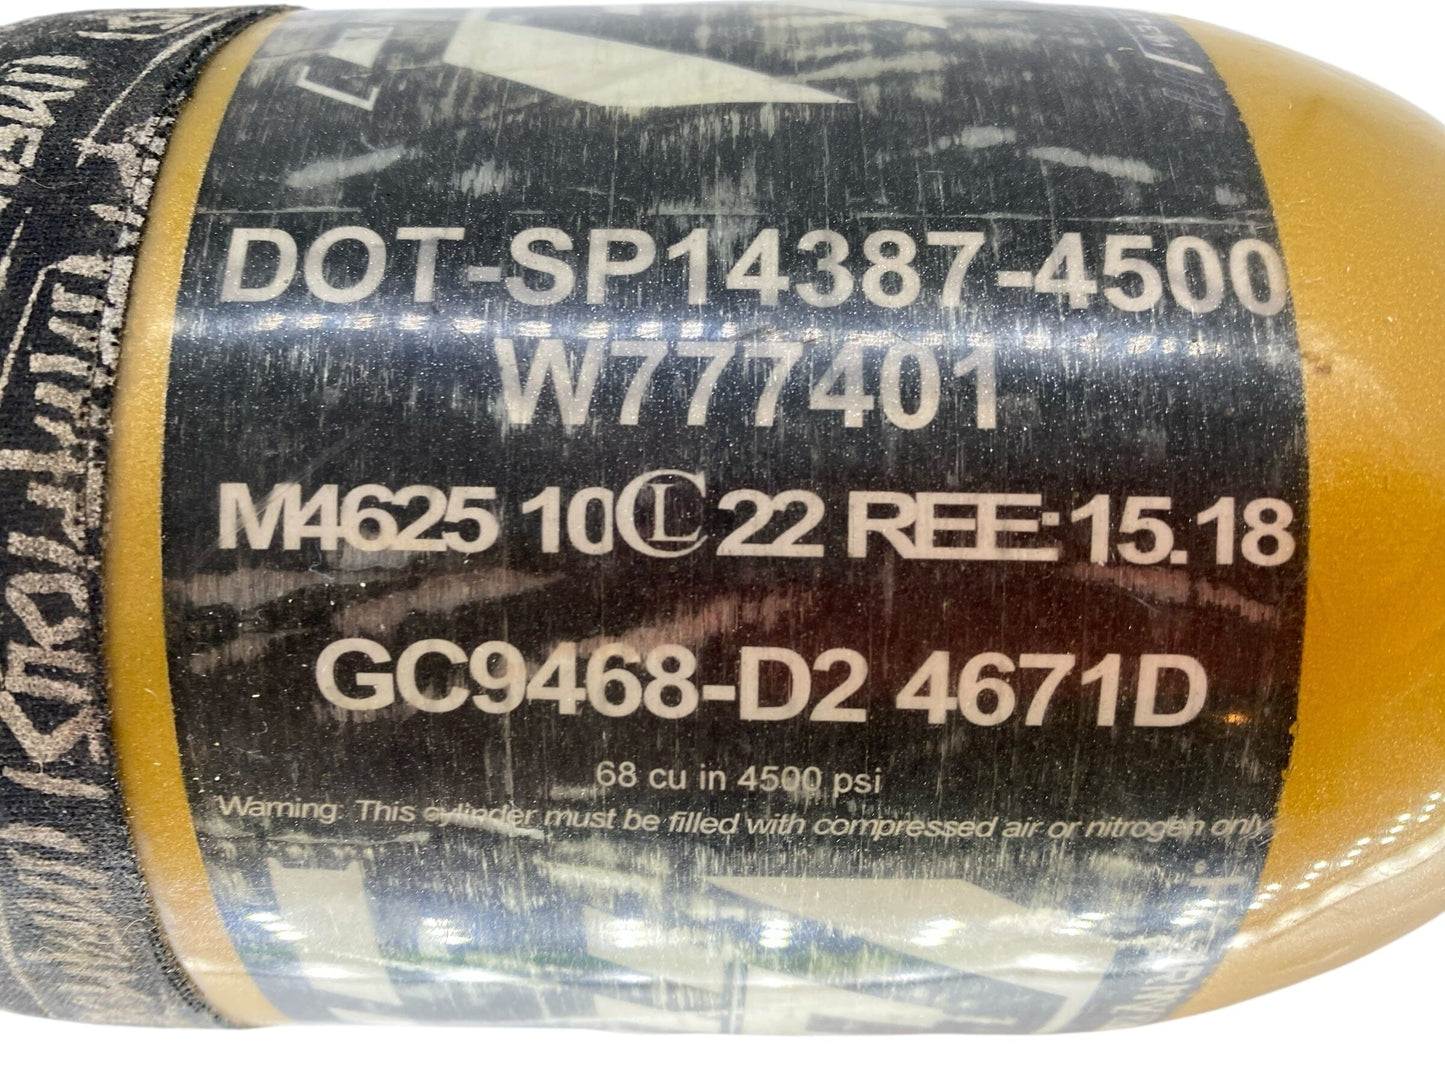 DOT-SP14387-4500
W777401
M4625 10 CL 22 REE:15.18
GC9468-D2 4671D
68 cu in 4500 psi
Warning: This cylinder must be filled with compressed air or nitrogen only